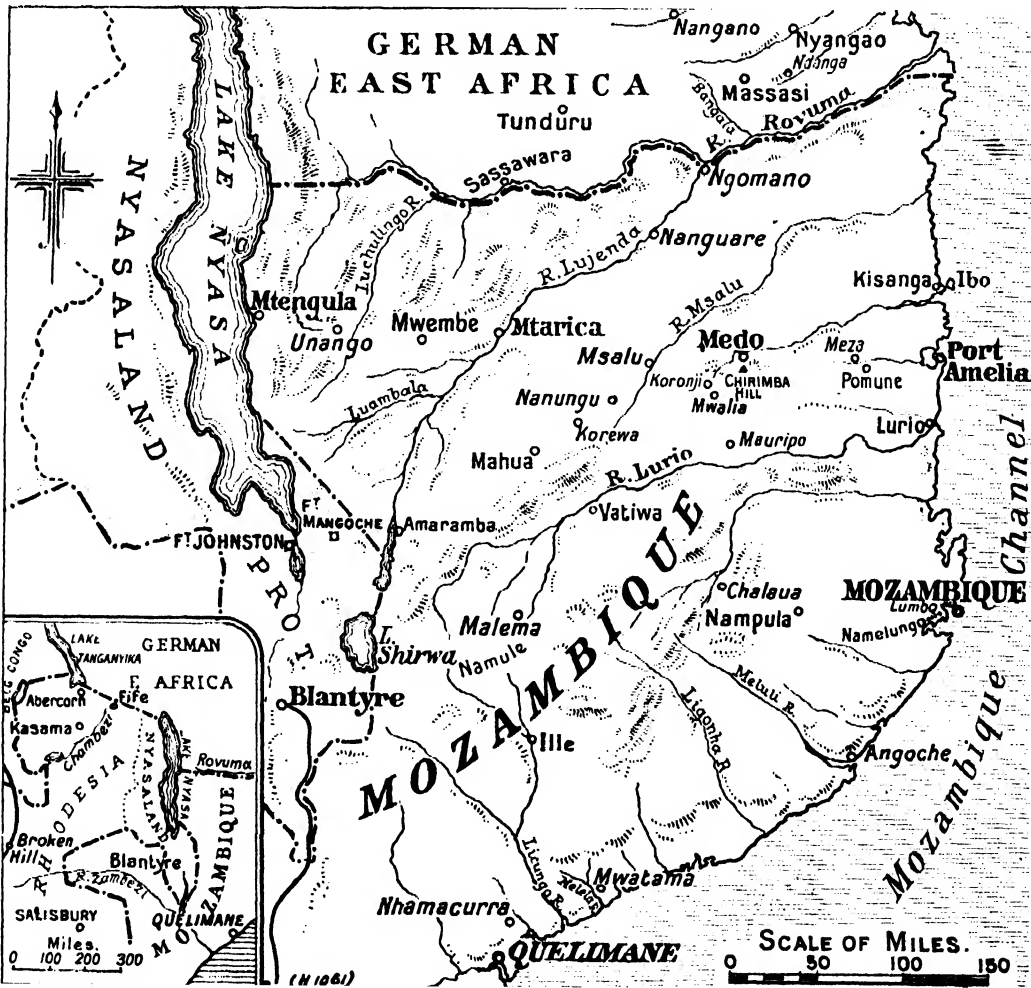 GERMAN
EAST AFRICA
Nangano
Nyangao
Ndanga
Massasi
Bangala
R. Rovuma
Tunduru
Sassawara
Ngomano
LAKE NYASA
NYASALAND
PROT.
Luchulingo R.
R. Lujenda
Nanguare
R. Msalu
Kisanga
Ibo
Mtengula
Unango
Mwembe
Mtarica
Msalu
Medo
Meza
Port
Amelia
Koronji
CHIRIMBA
HILL
Pomune
Mwalia
Luambala
Nanungu
Korewa
Mauripo
Lurio
Mahua
R. Lurio
Vatiwa
FT
MANGOCHE
Amaramba
FT JOHNSTON
Chalaua
MOZAMBIQUE
Lumbo
Nampula
Namelungo
Malema
L.
Shirwa
Namule
Blantyre
MOZAMBIQUE
Meluli R.
Ligonha R.
Ille
Angoche
Mozambique Channel
Licungo R.
Mwatama
Nhamacurra
QUELIMANE
(H 1061)
SCALE OF MILES.
0 50 100 150
BELG. CONGO
LAKE
TANGANYIKA
GERMAN
E. AFRICA
Abercorn
Fife
Kasama
Chambezi
RHODESIA
NYASALAND
LAKE NYASA
Rovuma
MOZAMBIQUE
Broken
Hill
Blantyre
R. Zambezi
SALISBURY
QUELIMANE
Miles.
0 100 200 300